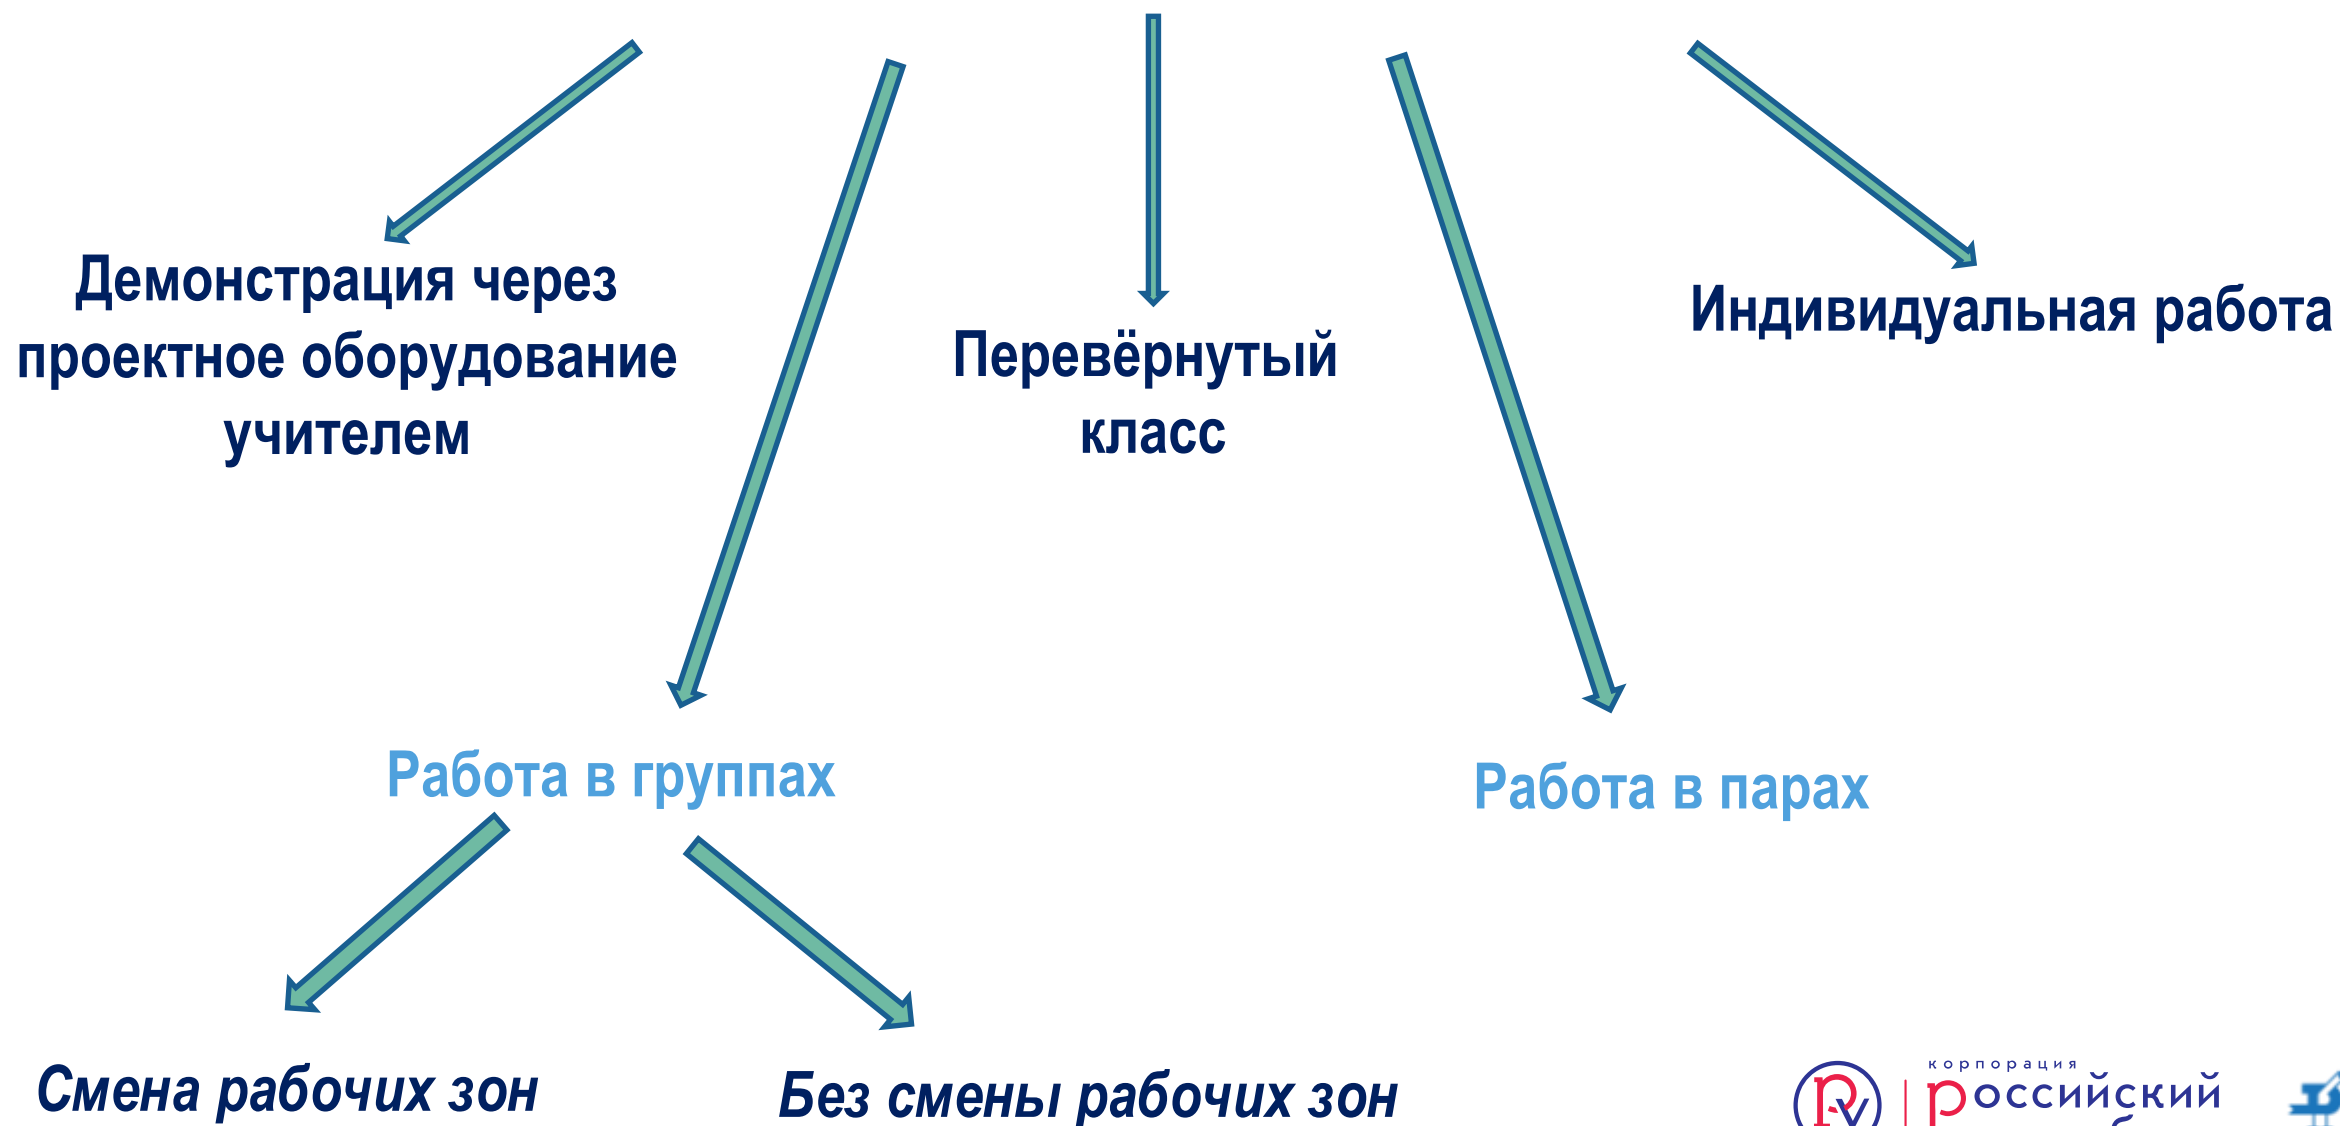 Демонстрация через
проектное оборудование
учителем
Перевёрнутый
класс
Индивидуальная работа
Работа в группах
Работа в парах
Смена рабочих зон
Без смены рабочих зон
корпорация
российский